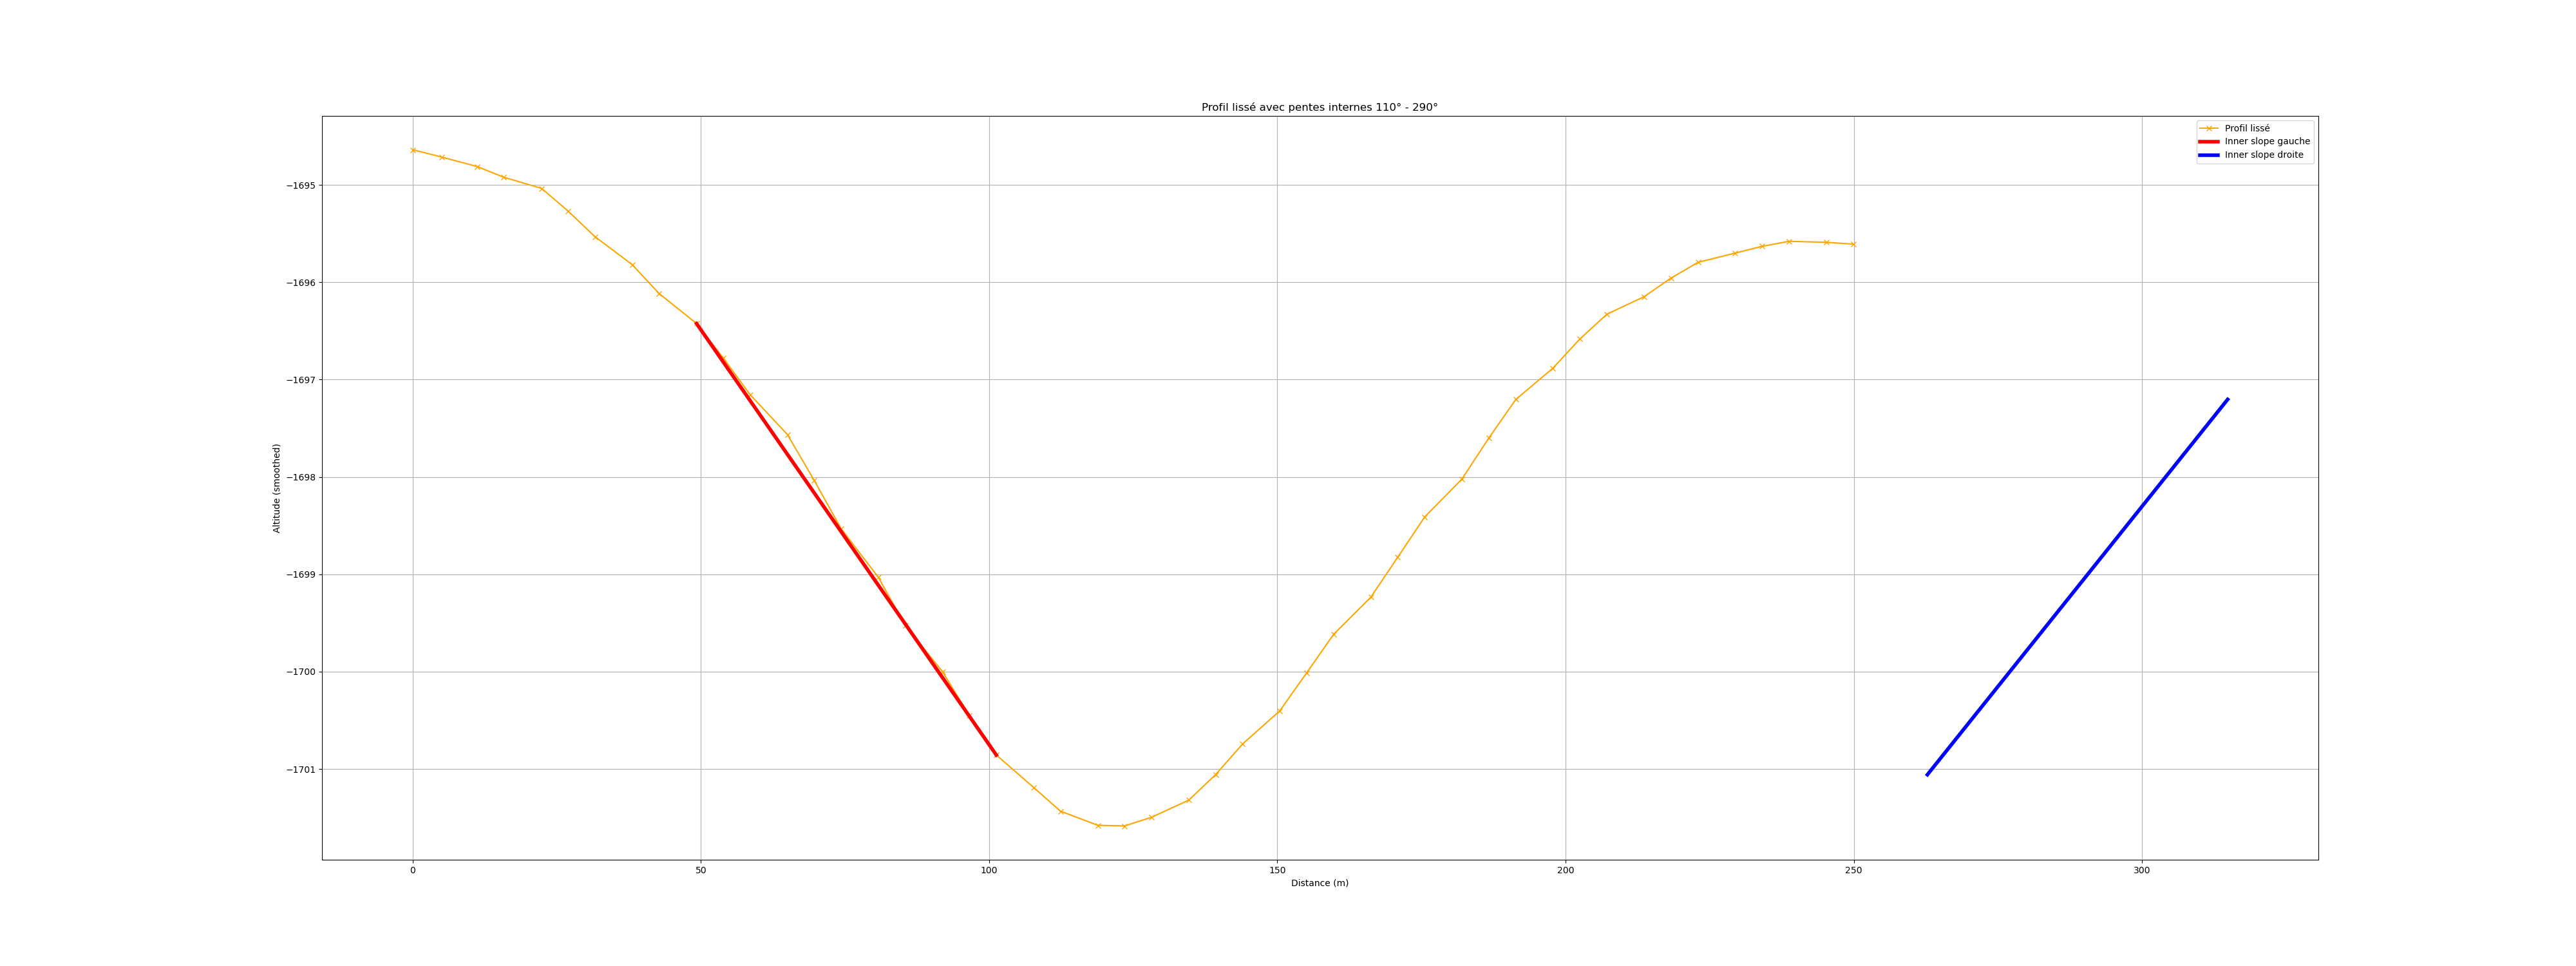 Profil lissé avec pentes internes 110° - 290°
Profil lissé
Inner slope gauche
Inner slope droite
Altitude (smoothed)
−1695
−1696
−1697
−1698
−1699
−1700
−1701
0 50 100 150 200 250 300
Distance (m)